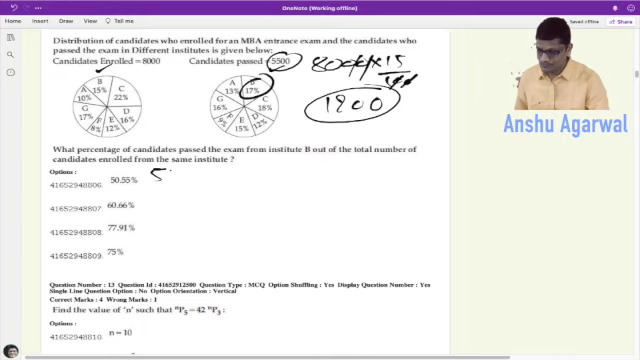 OneNote (Working offline)
Home
Insert
Draw
View
Tell me
Share
Saved offline
Distribution of candidates who enrolled for an MBA entrance exam and the candidates who
passed the exam in Different institutes is given below:
Candidates Enrolled = 8000 Candidates passed = 5500
A 10%
B 15%
C 22%
D 16%
E 12%
F 8%
G 17%
A 13%
B 17%
C 18%
D 12%
E 15%
G 16%
8000 × 15
100
1200
Anshu Agarwal
What percentage of candidates passed the exam from institute B out of the total number of
candidates enrolled from the same institute ?
Options :
41652948806. 50.55%
5
41652948807. 60.66%
41652948808. 77.91%
41652948809. 75%
Question Number : 13 Question Id : 41652912500 Question Type : MCQ Option Shuffling : Yes Display Question Number : Yes
Single Line Question Option : No Option Orientation : Vertical
Correct Marks : 4 Wrong Marks : 1
Find the value of 'n' such that ⁿP₅ = 42 ⁿP₃ :
Options :
41652948810. n = 10